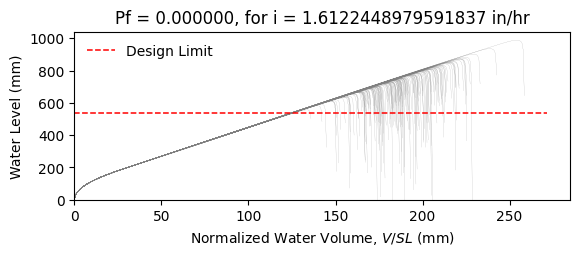 Pf = 0.000000, for i = 1.6122448979591837 in/hr
Water Level (mm)
1000
800
600
400
200
0
Design Limit
0 50 100 150 200 250
Normalized Water Volume, V/SL (mm)